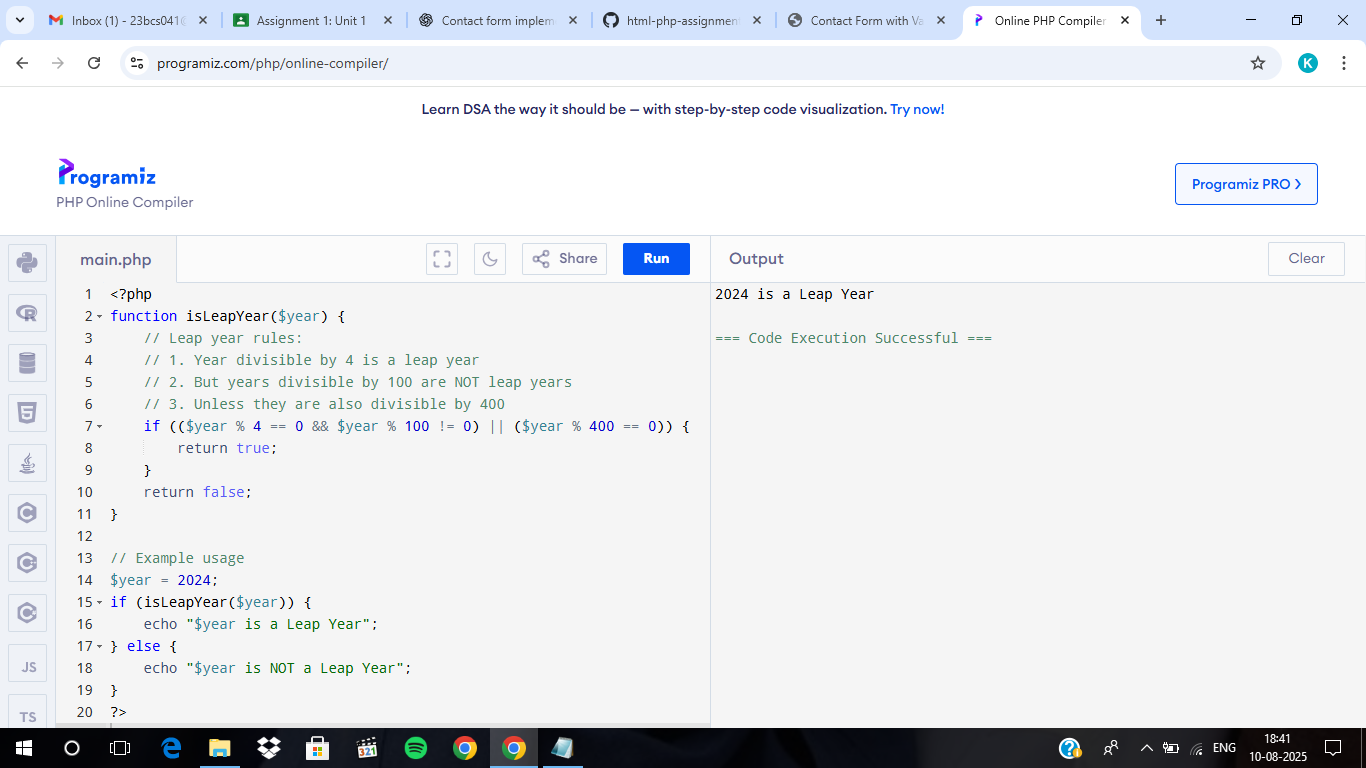 Inbox (1) - 23bcs041@
Assignment 1: Unit 1
Contact form implem
html-php-assignmen
Contact Form with Va
Online PHP Compiler
programiz.com/php/online-compiler/
K
Learn DSA the way it should be — with step-by-step code visualization. Try now!
Programiz
PHP Online Compiler
Programiz PRO >
main.php
Share
Run
Output
Clear
1 <?php
2 function isLeapYear($year) {
3 // Leap year rules:
4 // 1. Year divisible by 4 is a leap year
5 // 2. But years divisible by 100 are NOT leap years
6 // 3. Unless they are also divisible by 400
7 if (($year % 4 == 0 && $year % 100 != 0) || ($year % 400 == 0)) {
8 return true;
9 }
10 return false;
11 }
12
13 // Example usage
14 $year = 2024;
15 if (isLeapYear($year)) {
16 echo "$year is a Leap Year";
17 } else {
18 echo "$year is NOT a Leap Year";
19 }
20 ?>
2024 is a Leap Year
=== Code Execution Successful ===
JS
TS
321
ENG
18:41
10-08-2025